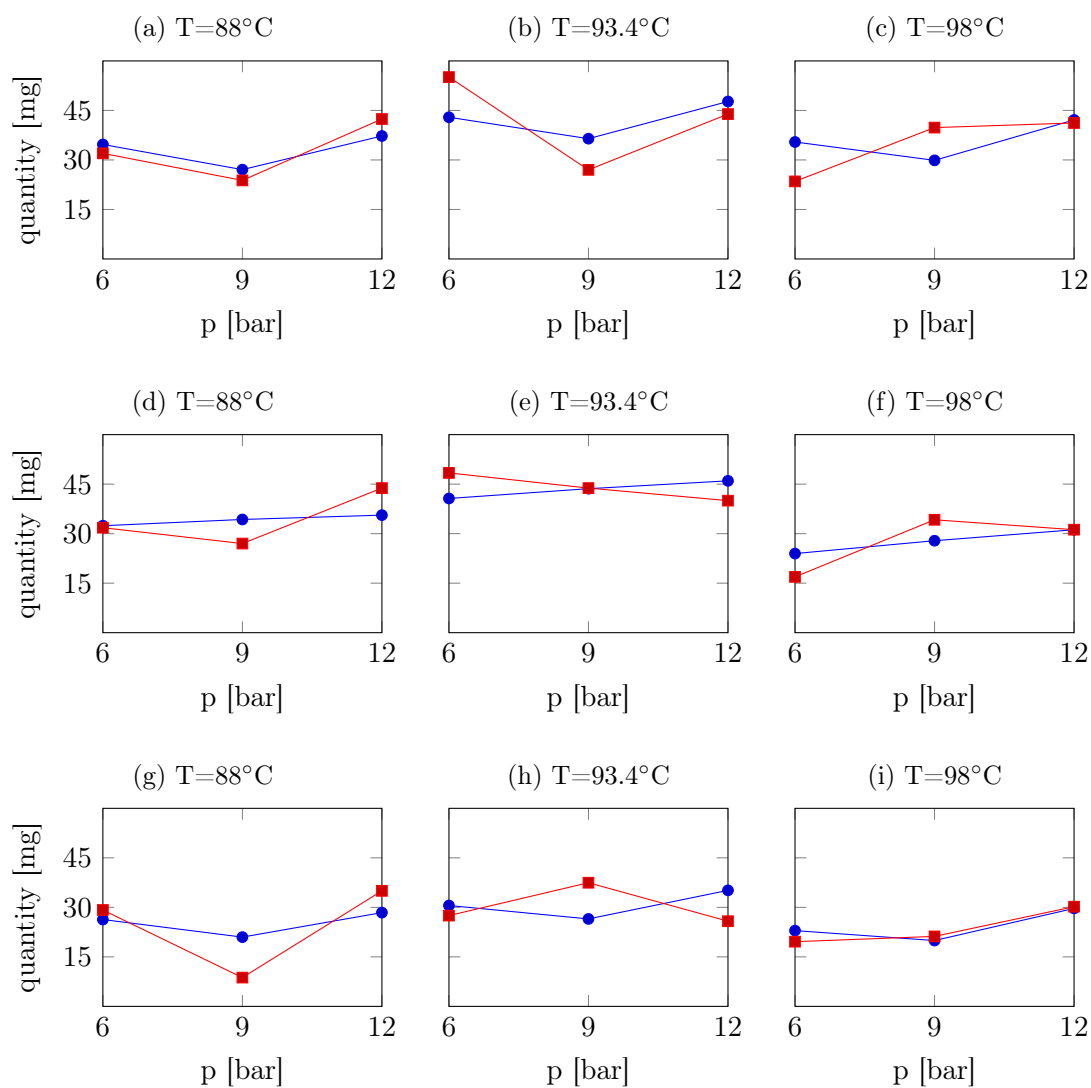 (a) T=88°C
(b) T=93.4°C
(c) T=98°C
quantity [mg]
45
30
15
6 9 12
6 9 12
6 9 12
p [bar]
p [bar]
p [bar]
(d) T=88°C
(e) T=93.4°C
(f) T=98°C
quantity [mg]
45
30
15
6 9 12
6 9 12
6 9 12
p [bar]
p [bar]
p [bar]
(g) T=88°C
(h) T=93.4°C
(i) T=98°C
quantity [mg]
45
30
15
6 9 12
6 9 12
6 9 12
p [bar]
p [bar]
p [bar]